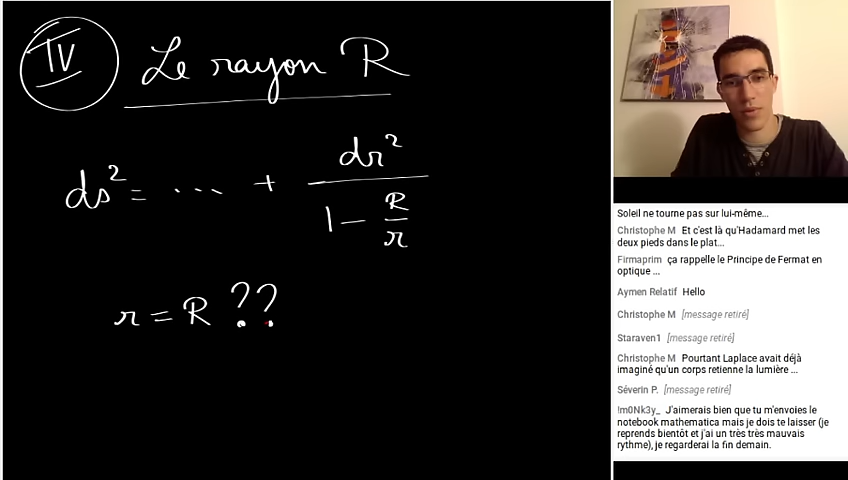 IV Le rayon R
ds² = ... + dr² / (1 − R/r)
r = R ??
Soleil ne tourne pas sur lui-même...
Christophe M Et c'est là qu'Hadamard met les
deux pieds dans le plat...
Firmaprim ça rappelle le Principe de Fermat en
optique ...
Aymen Relatif Hello
Christophe M [message retiré]
Staraven1 [message retiré]
Christophe M Pourtant Laplace avait déjà
imaginé qu'un corps retienne la lumière ...
Séverin P. [message retiré]
!m0Nk3y_ J'aimerais bien que tu m'envoies le
notebook mathematica mais je dois te laisser (je
reprends bientôt et j'ai un très très mauvais
rythme), je regarderai la fin demain.